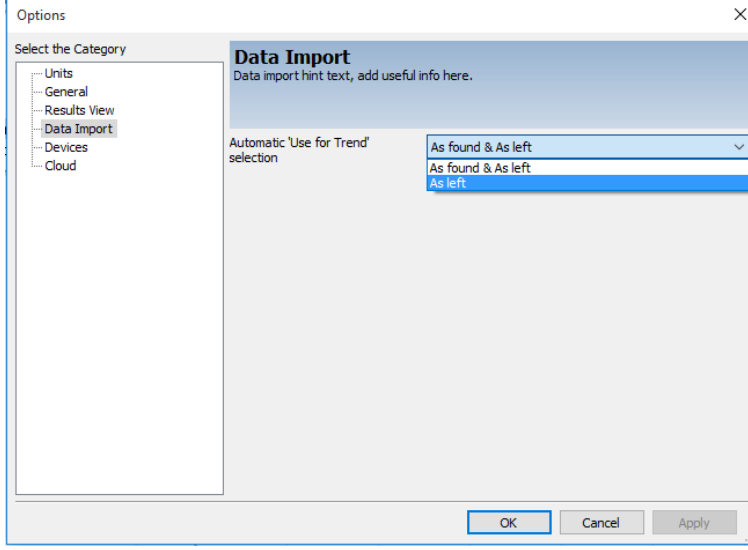 Options
Select the Category
Units
General
Results View
Data Import
Devices
Cloud
Data Import
Data import hint text, add useful info here.
Automatic 'Use for Trend'
selection
As found & As left
As found & As left
As left
OK
Cancel
Apply